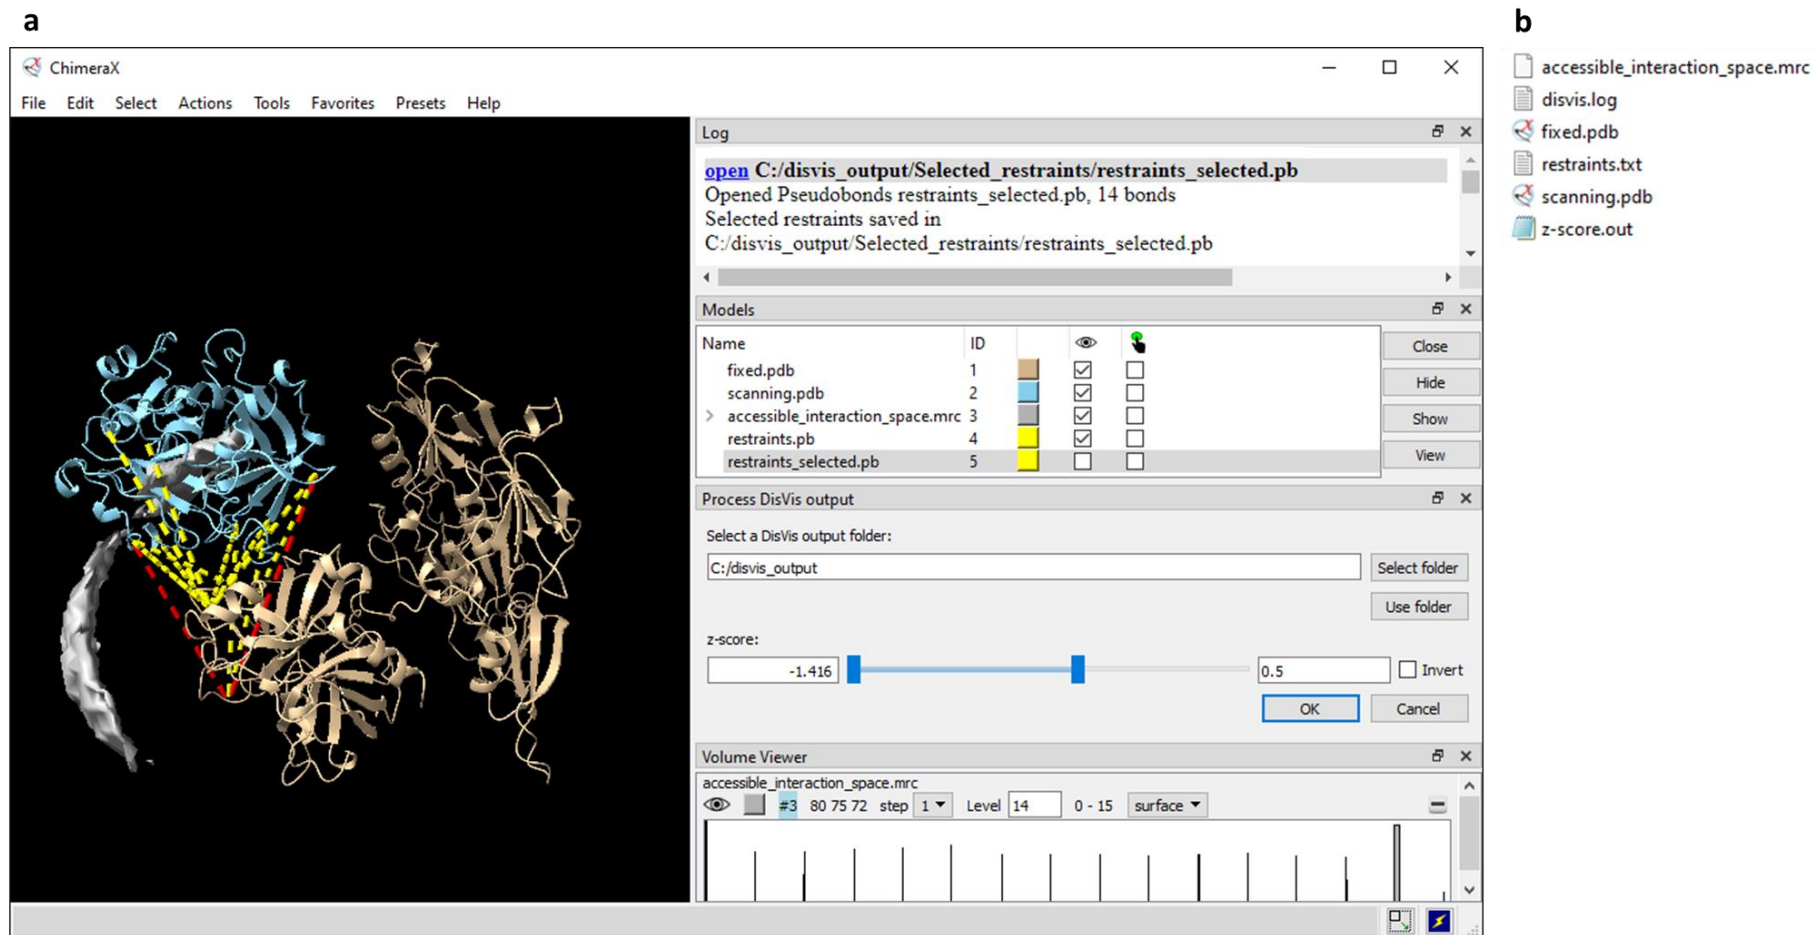 a
ChimeraX
File Edit Select Actions Tools Favorites Presets Help
Log
open C:/disvis_output/Selected_restraints/restraints_selected.pb
Opened Pseudobonds restraints_selected.pb, 14 bonds
Selected restraints saved in
C:/disvis_output/Selected_restraints/restraints_selected.pb
Models
Name ID
fixed.pdb 1
scanning.pdb 2
accessible_interaction_space.mrc 3
restraints.pb 4
restraints_selected.pb 5
Close
Hide
Show
View
Process DisVis output
Select a DisVis output folder:
C:/disvis_output Select folder
Use folder
z-score:
-1.416 0.5 Invert
OK Cancel
Volume Viewer
accessible_interaction_space.mrc
#3 80 75 72 step 1 Level 14 0 - 15 surface
b
accessible_interaction_space.mrc
disvis.log
fixed.pdb
restraints.txt
scanning.pdb
z-score.out